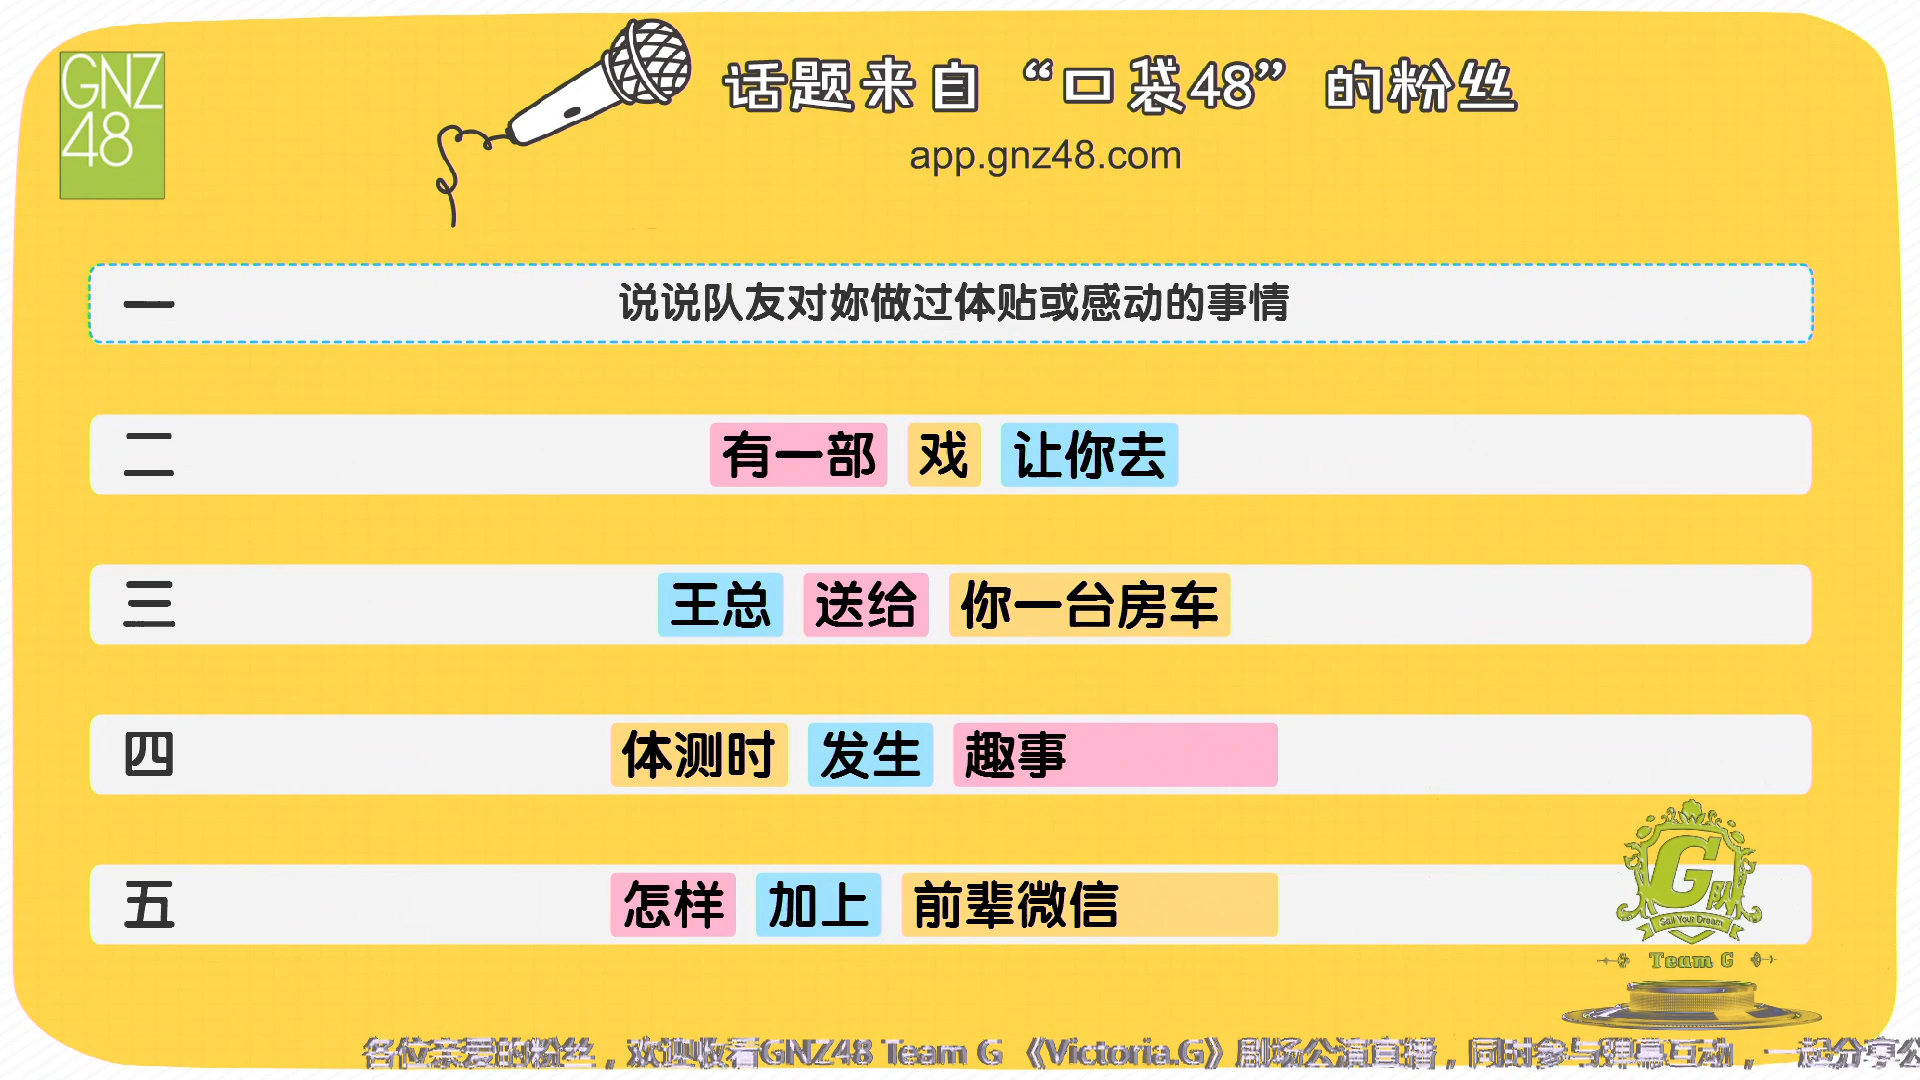 GNZ
48
话题来自“口袋48”的粉丝
app.gnz48.com
一 说说队友对妳做过体贴或感动的事情
二 有一部 戏 让你去
三 王总 送给 你一台房车
四 体测时 发生 趣事
五 怎样 加上 前辈微信
G队
Sail Your Dream
Team G
各位亲爱的粉丝，欢迎收看GNZ48 Team G 《Victoria.G》剧场公演直播，同时参与弹幕互动，一起分享公